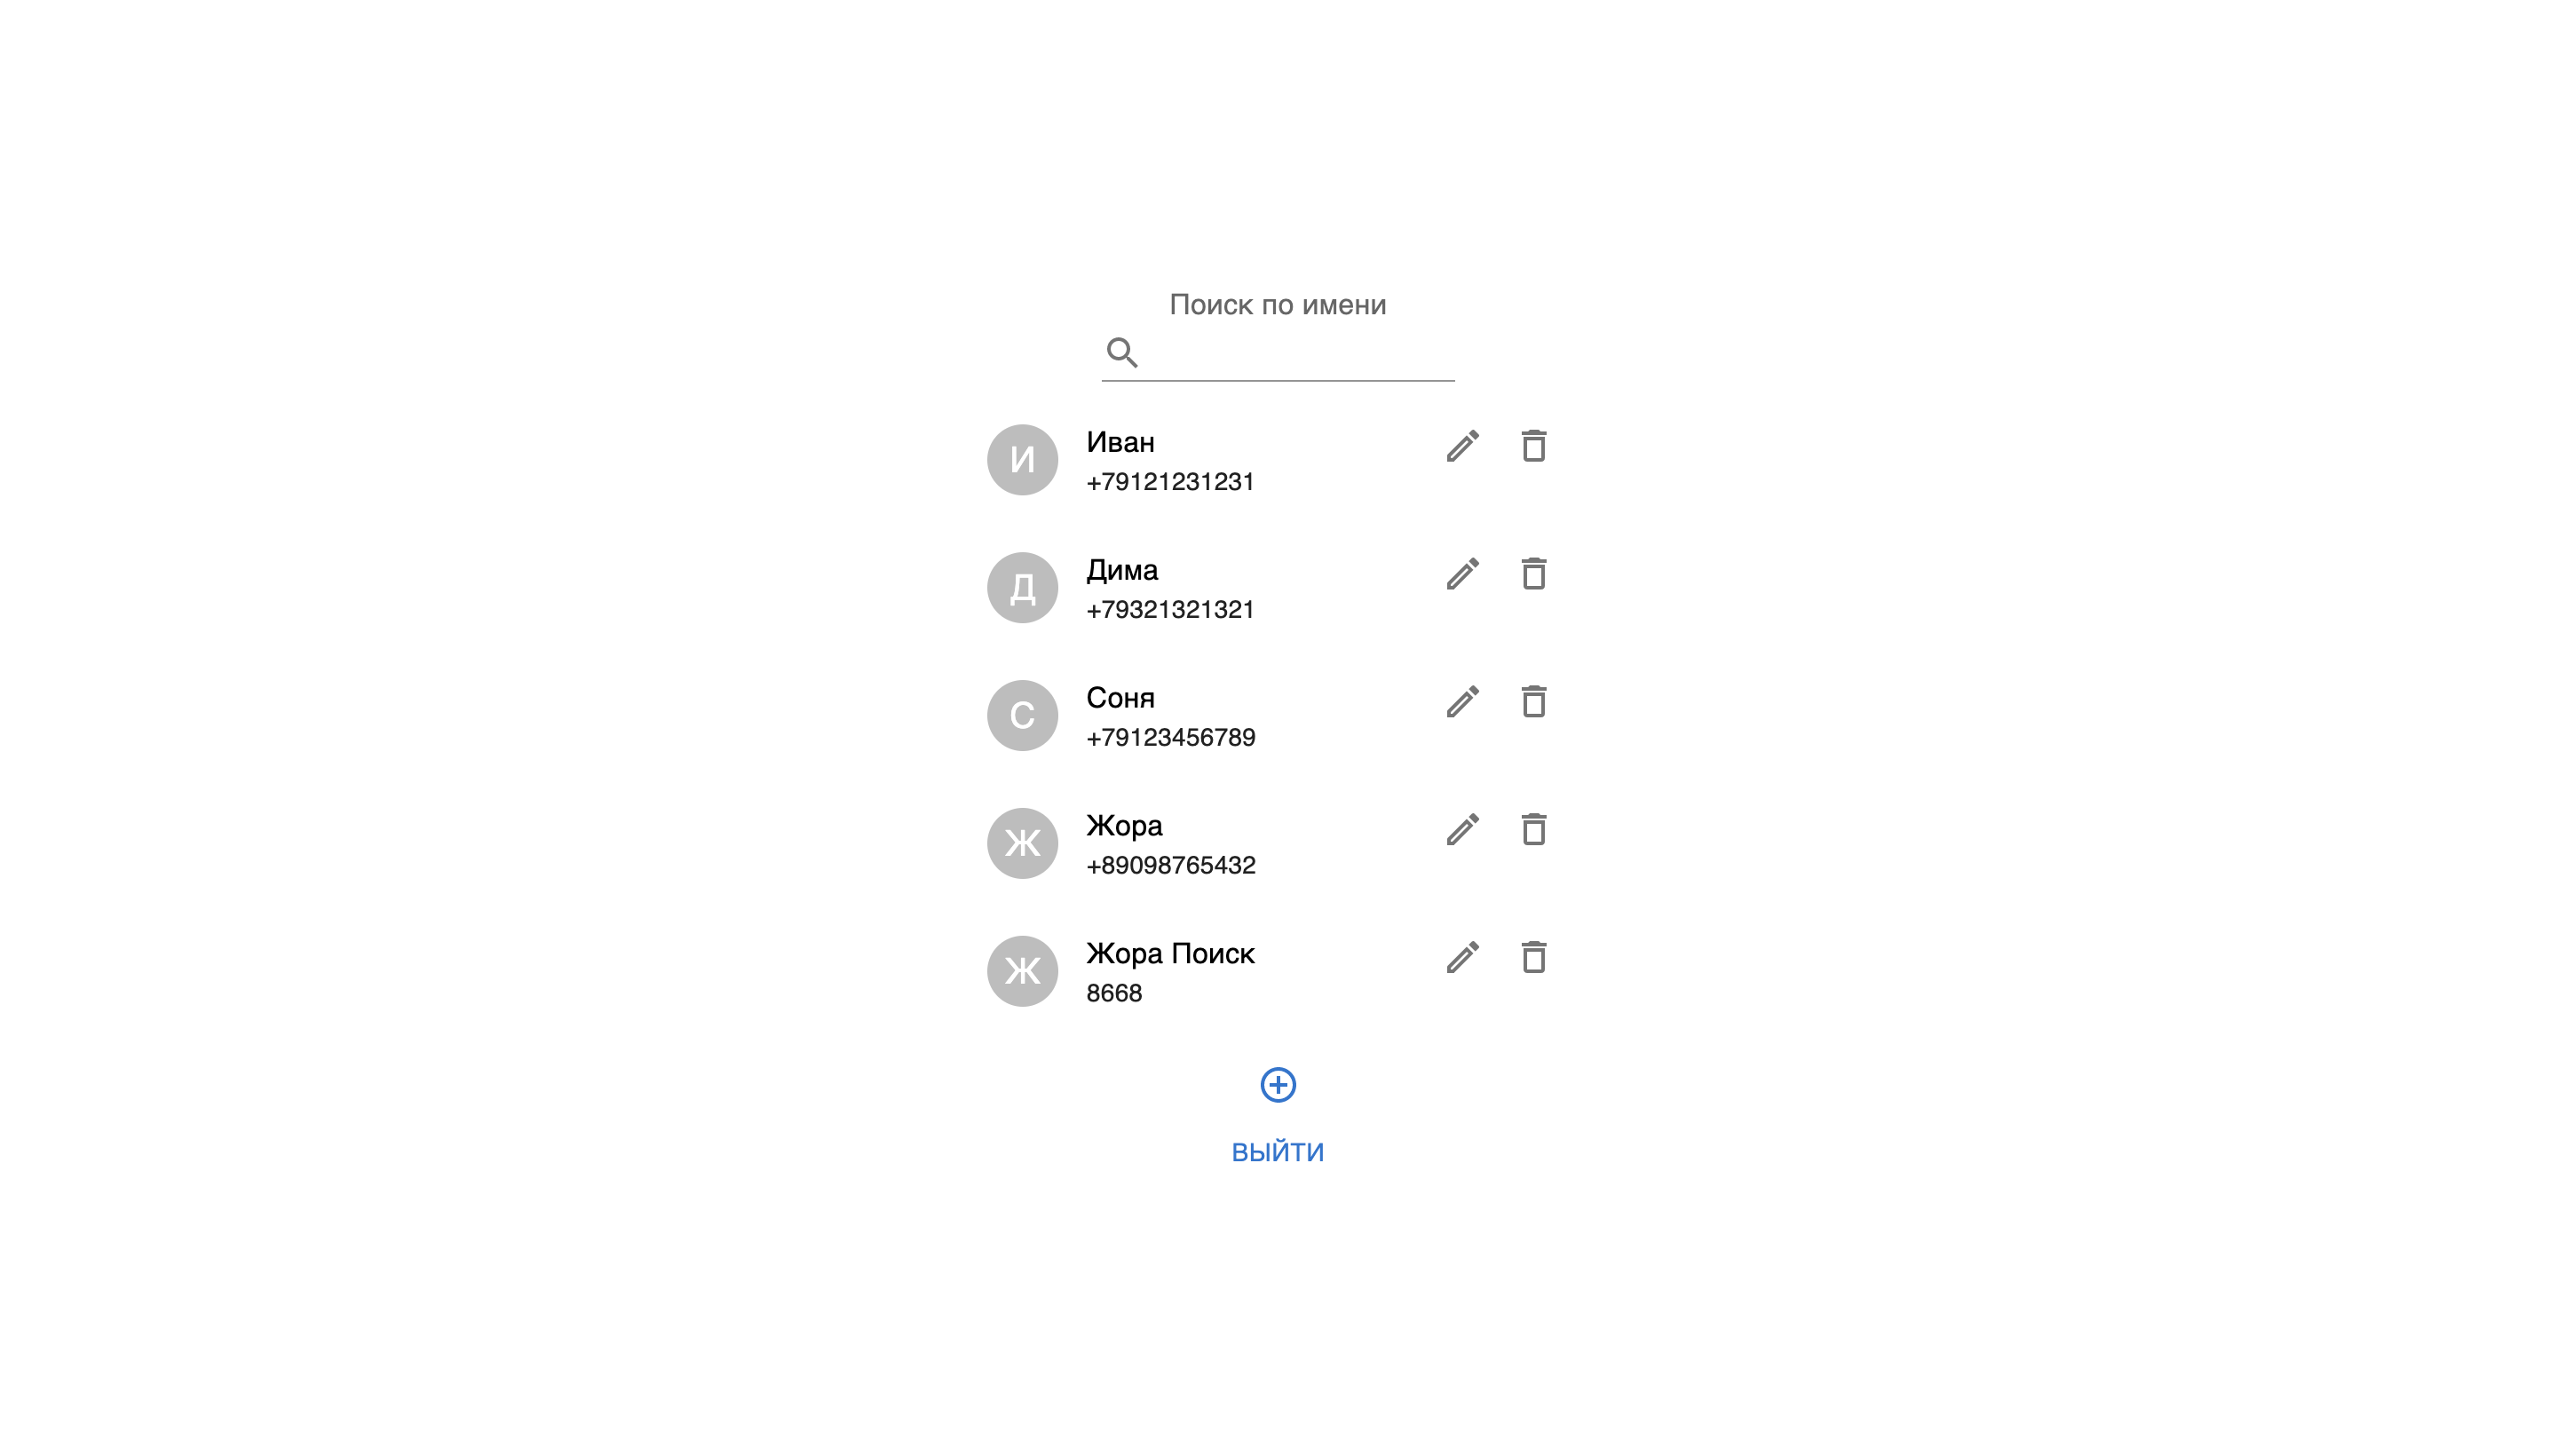 Поиск по имени
И
Иван
+79121231231
Д
Дима
+79321321321
С
Соня
+79123456789
Ж
Жора
+89098765432
Ж
Жора Поиск
8668
ВЫЙТИ